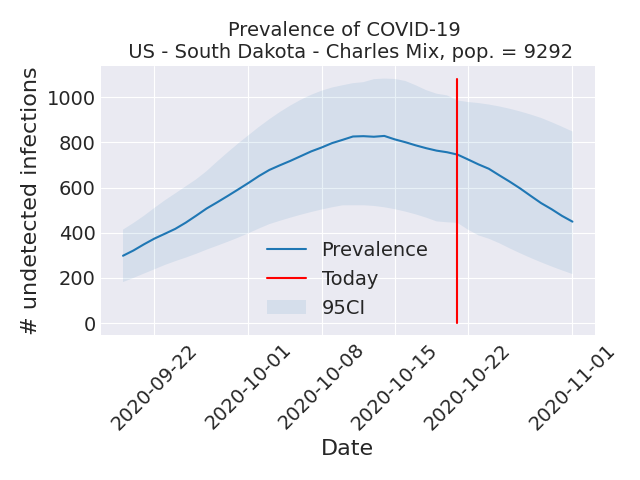 Prevalence of COVID-19
US - South Dakota - Charles Mix, pop. = 9292
# undetected infections
1000
800
600
400
200
0
Prevalence
Today
95CI
2020-09-22
2020-10-01
2020-10-08
2020-10-15
2020-10-22
2020-11-01
Date